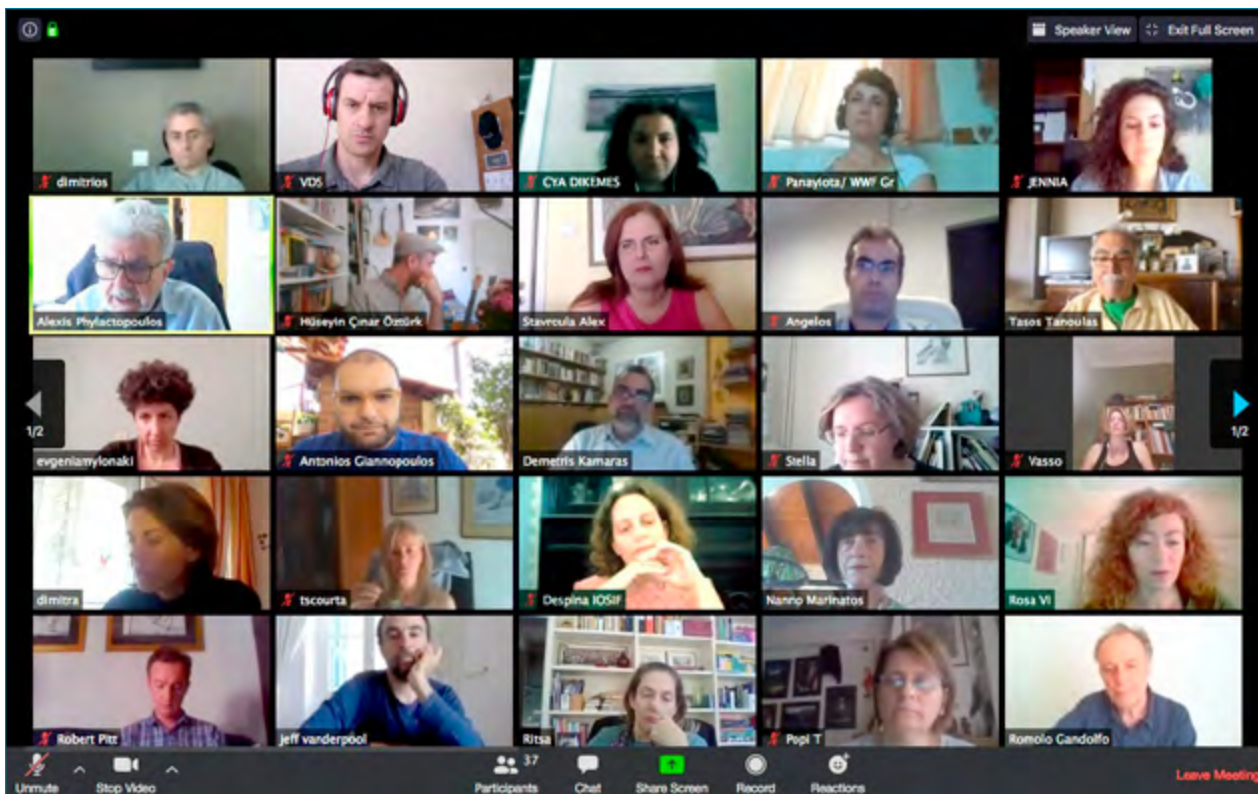 Speaker View
Exit Full Screen
dimitrios
VDS
CYA DIKEMES
Panayiota/ WWF Gr
JENNIA
Alexis Phylactopoulos
Hüseyin Çınar Öztürk
Stavroula Alex
Angelos
Tasos Tanoulas
1/2
evgeniamylonaki
Antonios Giannopoulos
Demetris Kamaras
Stella
Vasso
1/2
dimitra
tscourta
Despina IOSIF
Nanno Marinatos
Rosa VI
Robert Pitt
jeff vanderpool
Ritsa
Popi T
Romolo Gandolfo
Unmute
Stop Video
Participants
37
Chat
Share Screen
Record
Reactions
Leave Meeting